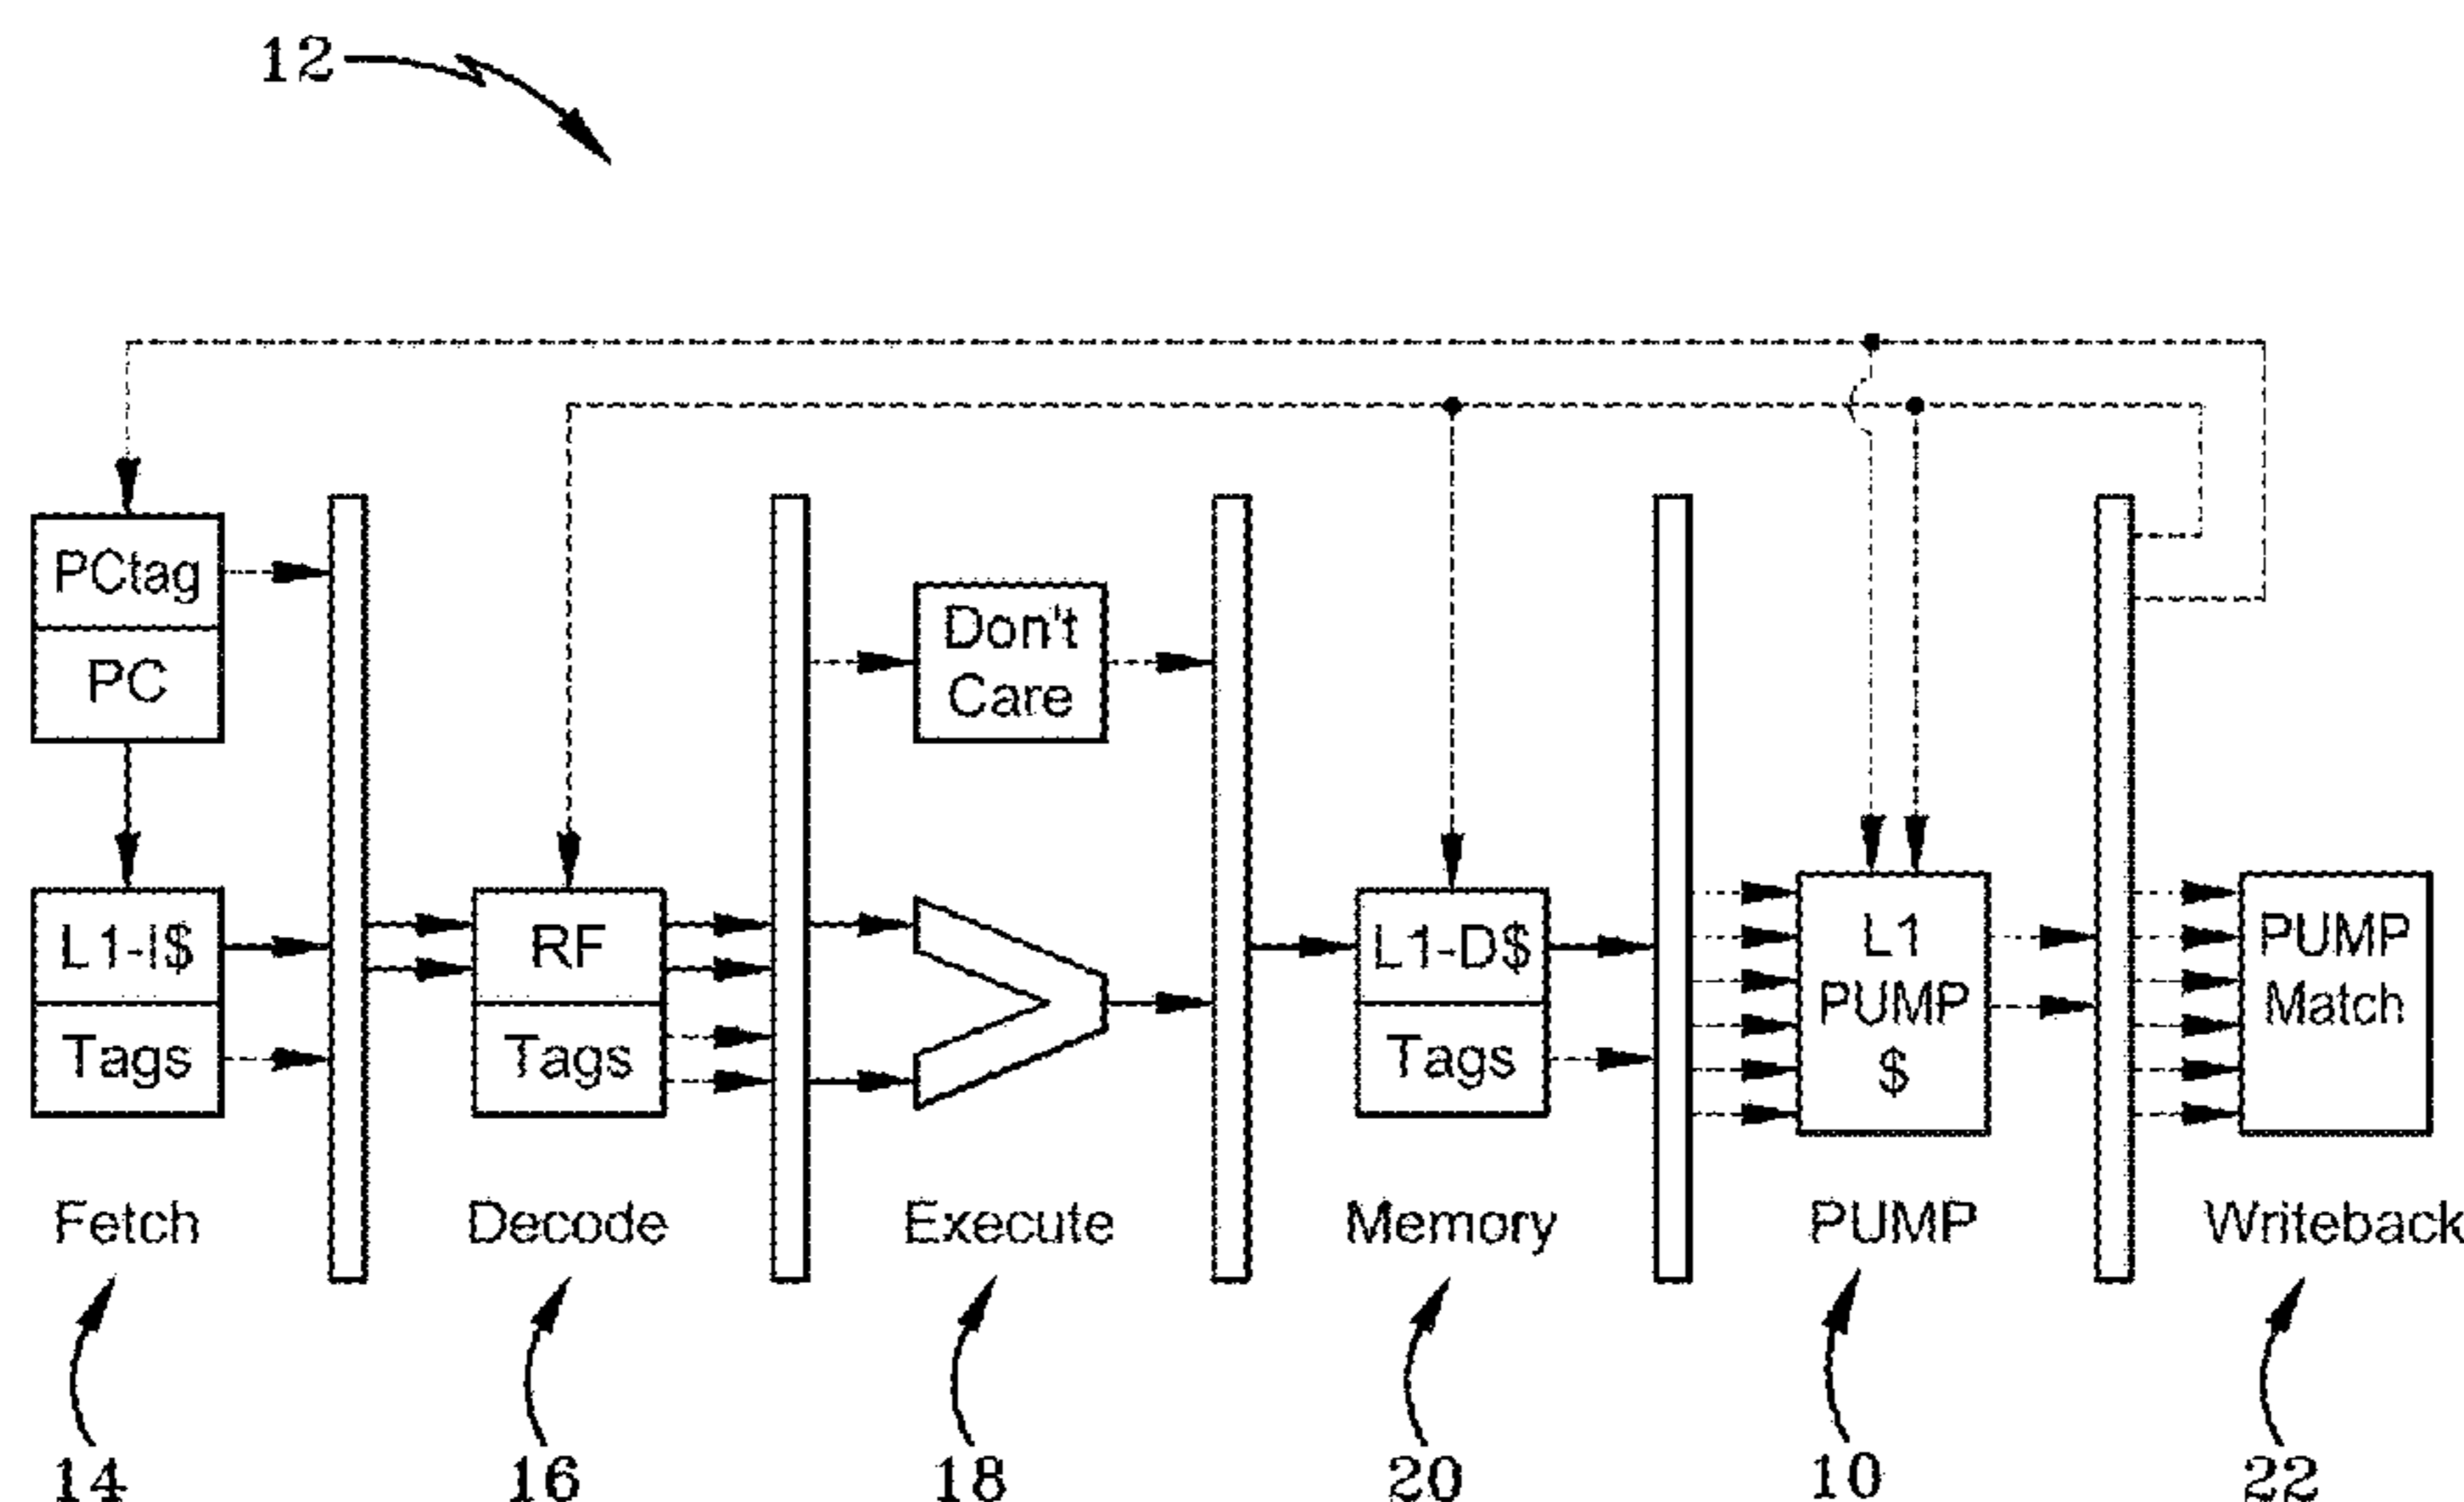 12
PCtag
PC
Don't
Care
L1-I$
Tags
RF
Tags
L1-D$
Tags
L1
PUMP
$
PUMP
Match
Fetch
Decode
Execute
Memory
PUMP
Writeback
14
16
18
20
10
22